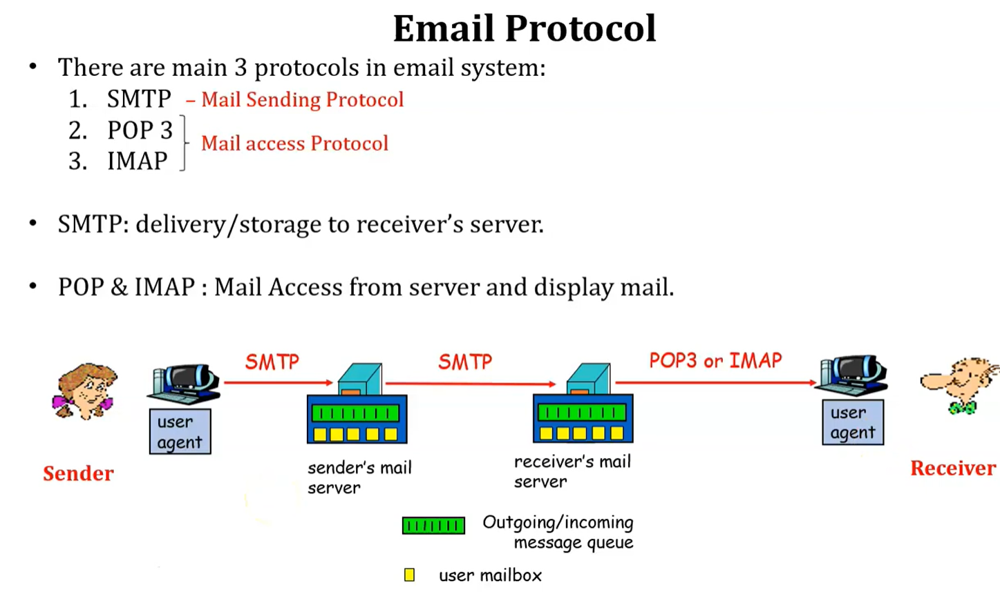 Email Protocol
• There are main 3 protocols in email system:
1. SMTP – Mail Sending Protocol
2. POP 3
Mail access Protocol
3. IMAP
• SMTP: delivery/storage to receiver’s server.
• POP & IMAP : Mail Access from server and display mail.
SMTP
SMTP
POP3 or IMAP
user
agent
user
agent
Sender
sender's mail
server
receiver's mail
server
Receiver
Outgoing/incoming
message queue
user mailbox